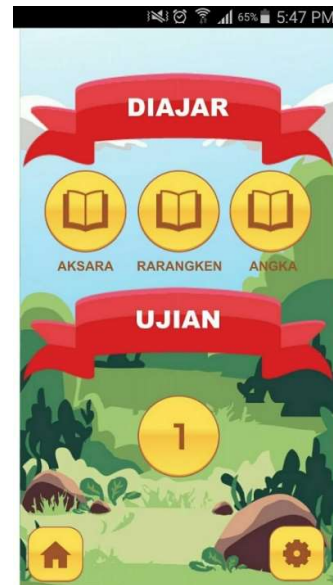 65% 5:47 PM
DIAJAR
AKSARA RARANGKEN ANGKA
UJIAN
1